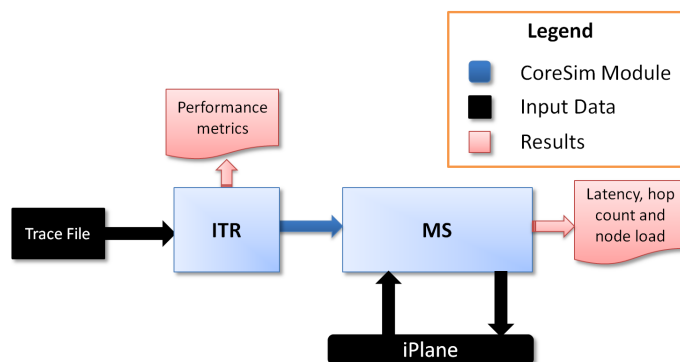 Legend
CoreSim Module
Input Data
Results
Performance
metrics
Trace File
ITR
MS
Latency, hop
count and
node load
iPlane